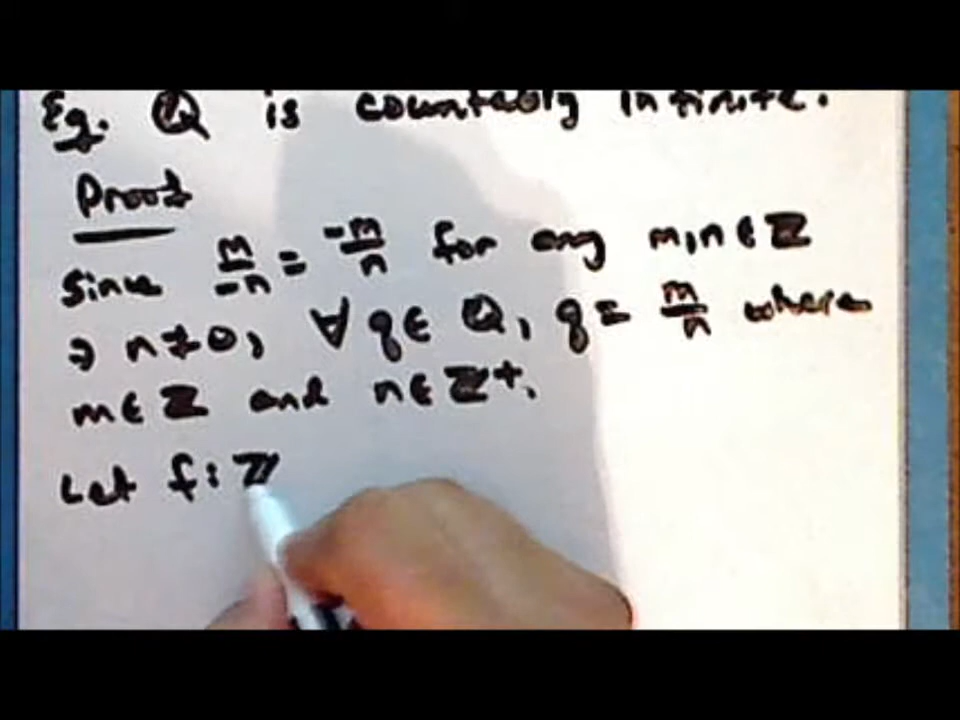 Eg. ℚ is countably infinite.
Proof
Since m/-n = -m/n for any m,n∈ℤ
∋ n≠0, ∀ q∈ ℚ, q = m/n where
m∈ ℤ and n∈ ℤ+.
Let f: ℤ